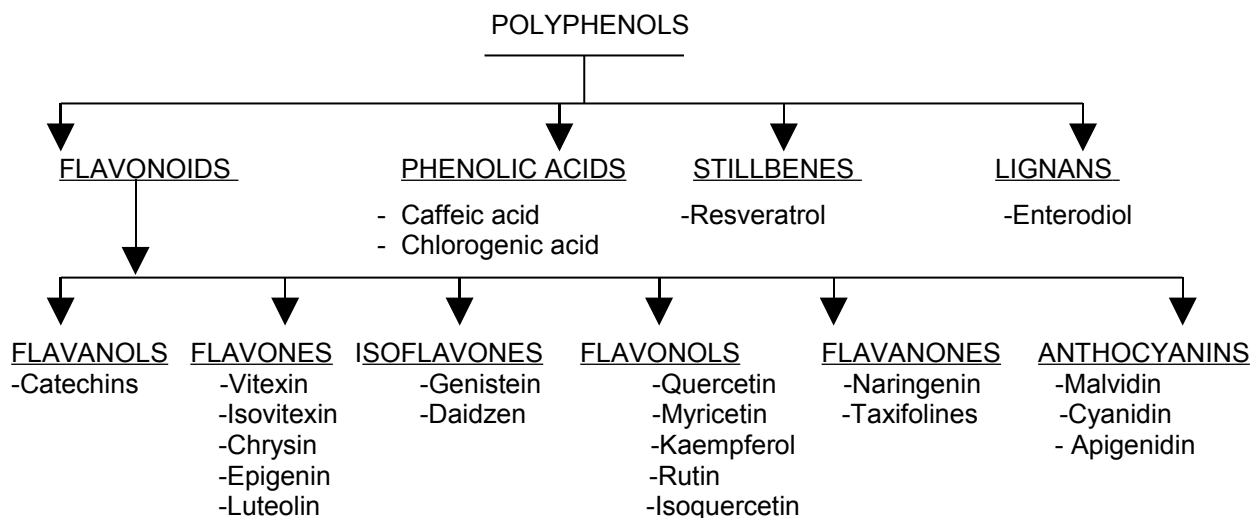 POLYPHENOLS
FLAVONOIDS PHENOLIC ACIDS STILLBENES LIGNANS
- Caffeic acid -Resveratrol -Enterodiol
- Chlorogenic acid
FLAVANOLS FLAVONES ISOFLAVONES FLAVONOLS FLAVANONES ANTHOCYANINS
-Catechins -Vitexin -Genistein -Quercetin -Naringenin -Malvidin
-Isovitexin -Daidzen -Myricetin -Taxifolines -Cyanidin
-Chrysin -Kaempferol - Apigenidin
-Epigenin -Rutin
-Luteolin -Isoquercetin